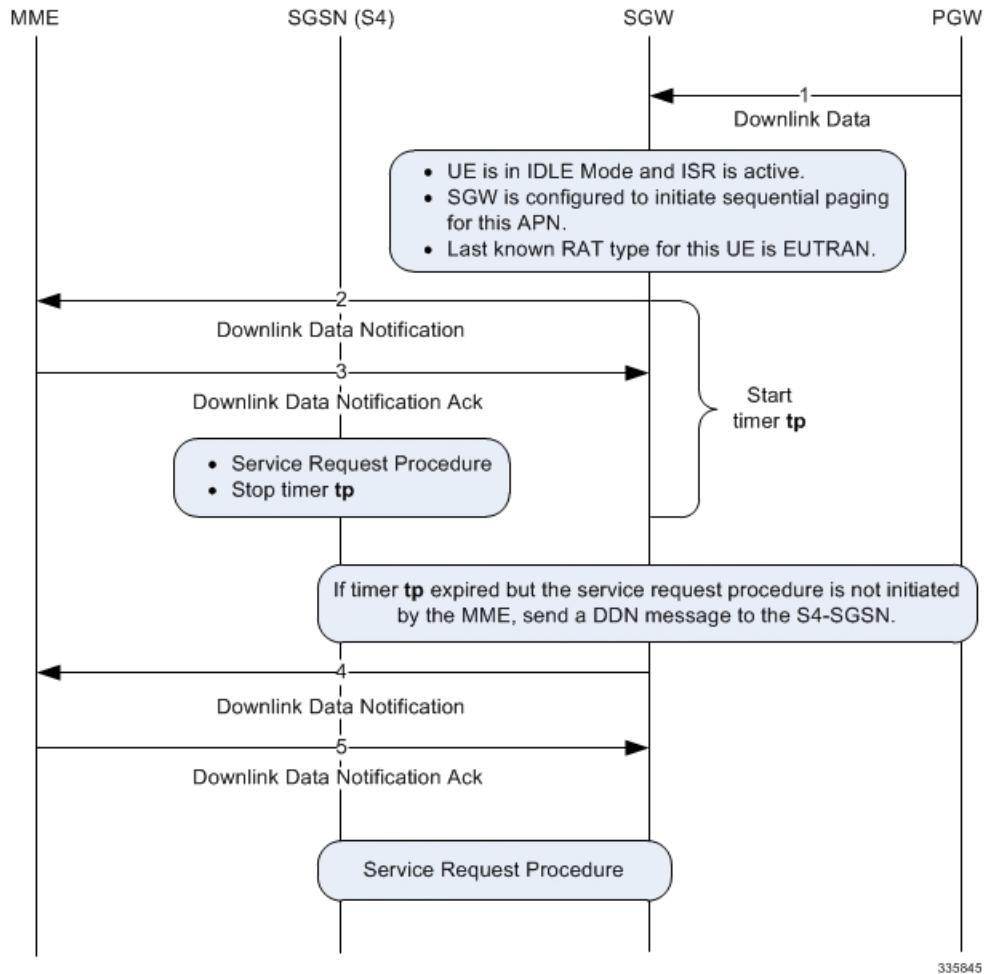 MME SGSN (S4) SGW PGW
1
Downlink Data
• UE is in IDLE Mode and ISR is active.
• SGW is configured to initiate sequential paging
for this APN.
• Last known RAT type for this UE is EUTRAN.
2
Downlink Data Notification
3
Downlink Data Notification Ack
Start
timer tp
• Service Request Procedure
• Stop timer tp
If timer tp expired but the service request procedure is not initiated
by the MME, send a DDN message to the S4-SGSN.
4
Downlink Data Notification
5
Downlink Data Notification Ack
Service Request Procedure
335845